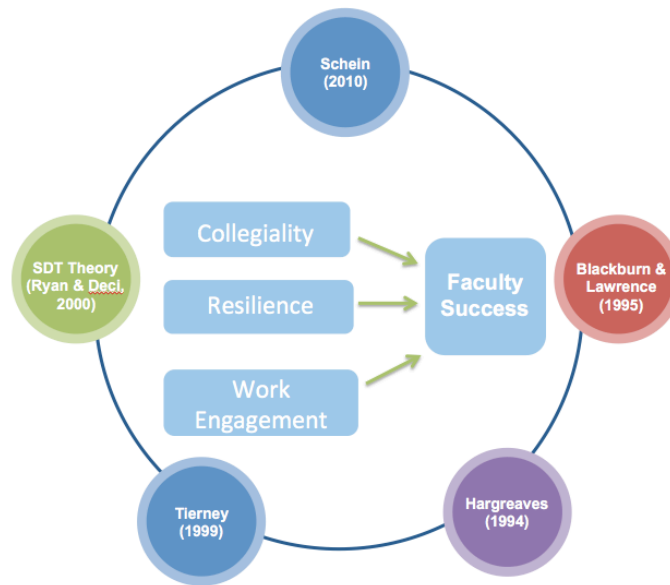 Schein
(2010)
Collegiality
SDT Theory
(Ryan & Deci,
2000)
Resilience
Faculty
Success
Blackburn &
Lawrence
(1995)
Work
Engagement
Tierney
(1999)
Hargreaves
(1994)